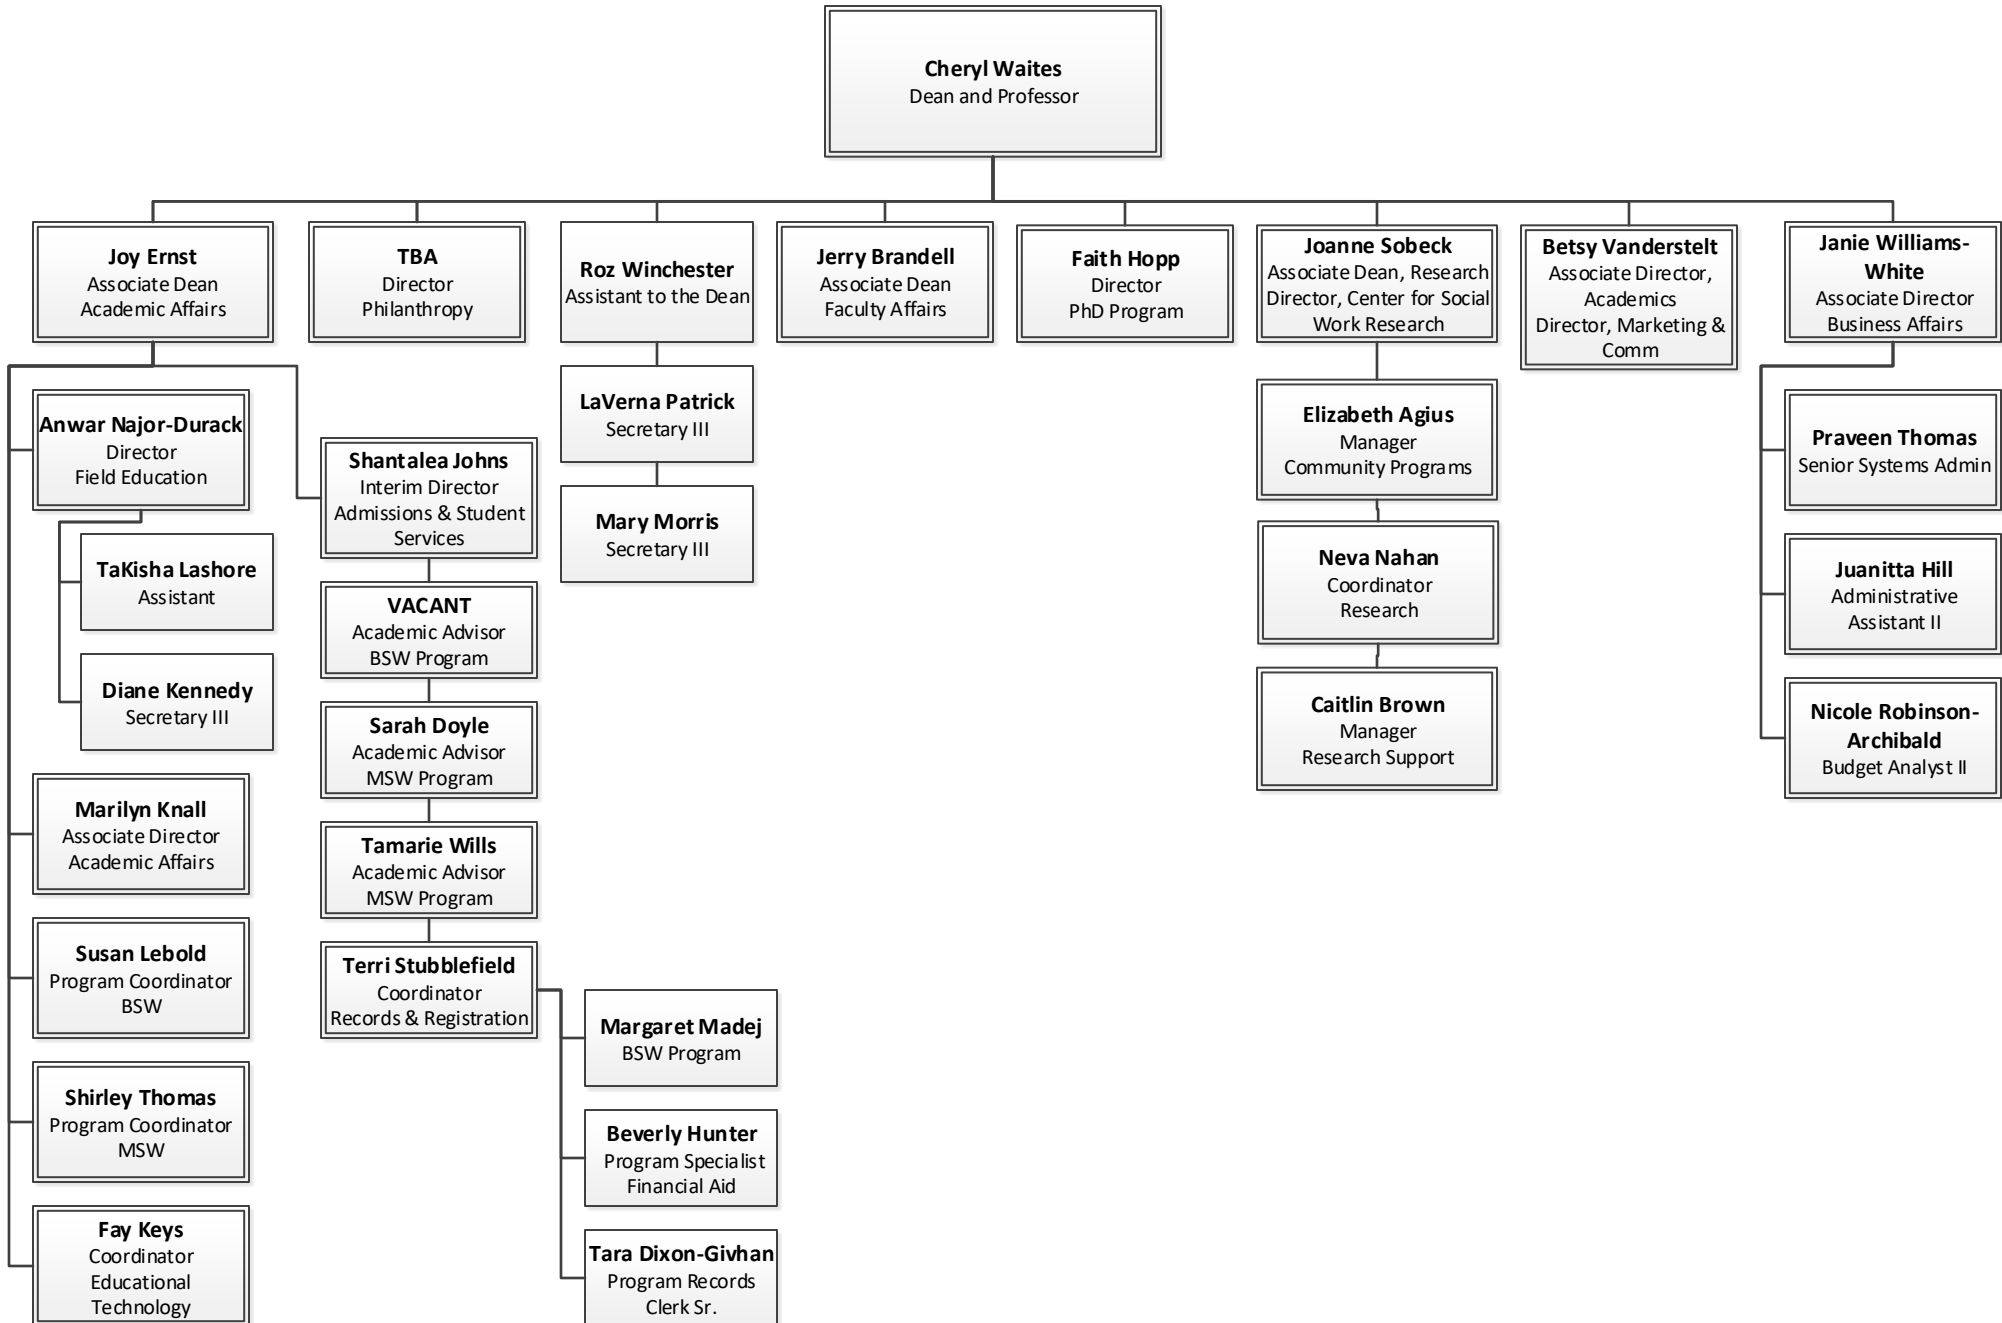 Cheryl Waites
Dean and Professor
Joy Ernst
Associate Dean
Academic Affairs
TBA
Director
Philanthropy
Roz Winchester
Assistant to the Dean
Jerry Brandell
Associate Dean
Faculty Affairs
Faith Hopp
Director
PhD Program
Joanne Sobeck
Associate Dean, Research
Director, Center for Social
Work Research
Betsy Vanderstelt
Associate Director,
Academics
Director, Marketing &
Comm
Janie Williams-
White
Associate Director
Business Affairs
Anwar Najor-Durack
Director
Field Education
TaKisha Lashore
Assistant
Diane Kennedy
Secretary III
Marilyn Knall
Associate Director
Academic Affairs
Susan Lebold
Program Coordinator
BSW
Shirley Thomas
Program Coordinator
MSW
Fay Keys
Coordinator
Educational
Technology
Shantalea Johns
Interim Director
Admissions & Student
Services
VACANT
Academic Advisor
BSW Program
Sarah Doyle
Academic Advisor
MSW Program
Tamarie Wills
Academic Advisor
MSW Program
Terri Stubblefield
Coordinator
Records & Registration
Margaret Madej
BSW Program
Beverly Hunter
Program Specialist
Financial Aid
Tara Dixon-Givhan
Program Records
Clerk Sr.
LaVerna Patrick
Secretary III
Mary Morris
Secretary III
Elizabeth Agius
Manager
Community Programs
Neva Nahan
Coordinator
Research
Caitlin Brown
Manager
Research Support
Praveen Thomas
Senior Systems Admin
Juanitta Hill
Administrative
Assistant II
Nicole Robinson-
Archibald
Budget Analyst II